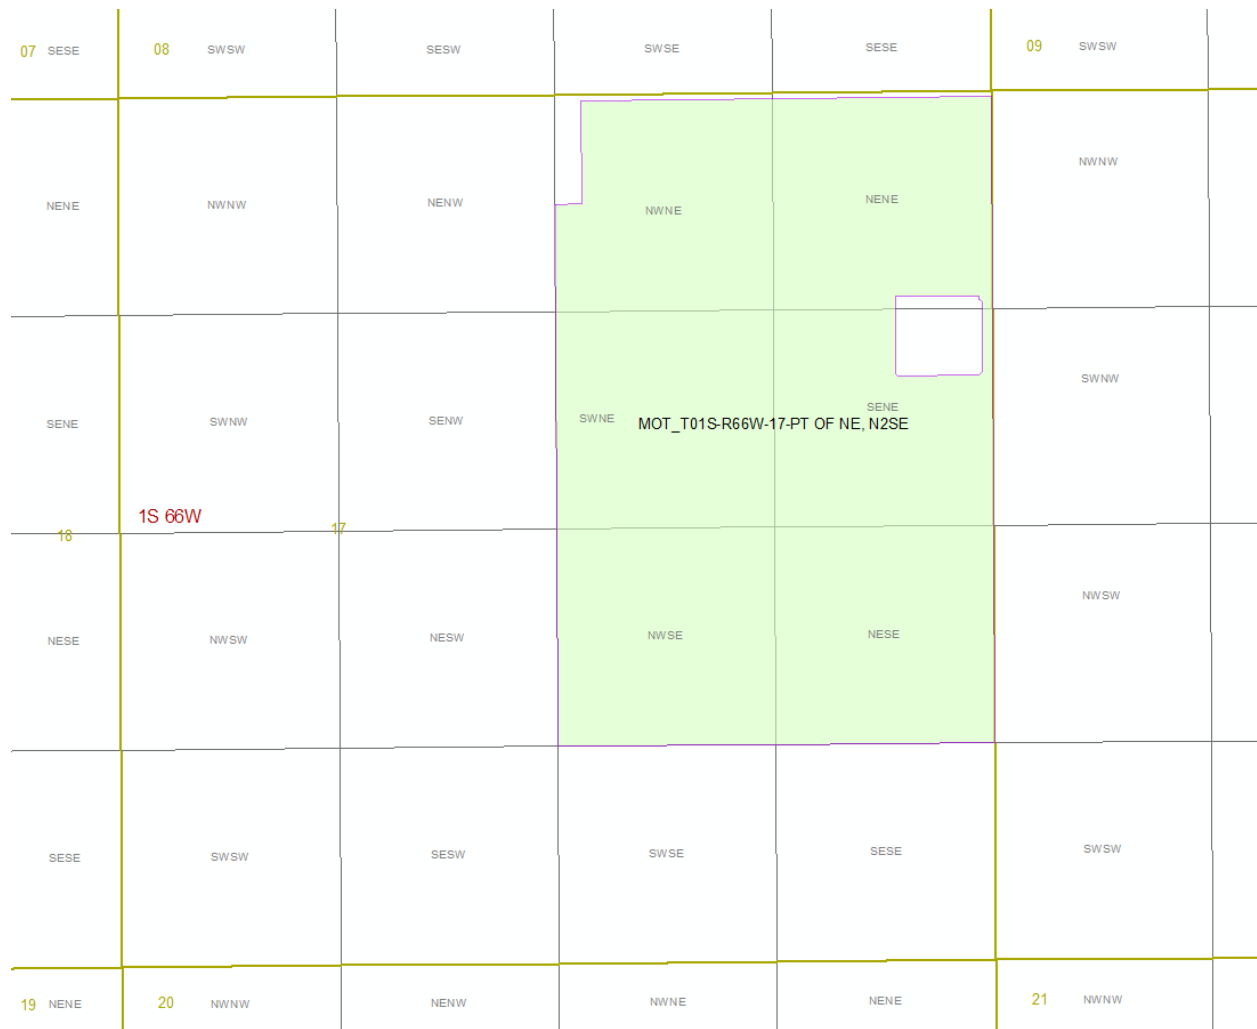 07 SESE 08 SWSW SESW SWSE SESE 09 SWSW
NWNW
NENE NWNW NENW NWNE NENE
SWNW
SENE SWNW SENW SWNE SENE
MOT_T01S-R66W-17-PT OF NE, N2SE
1S 66W
18 17
NWSW
NESE NWSW NESW NWSE NESE
SESE SWSW SESW SWSE SESE SWSW
19 NENE 20 NWNW NENW NWNE NENE 21 NWNW